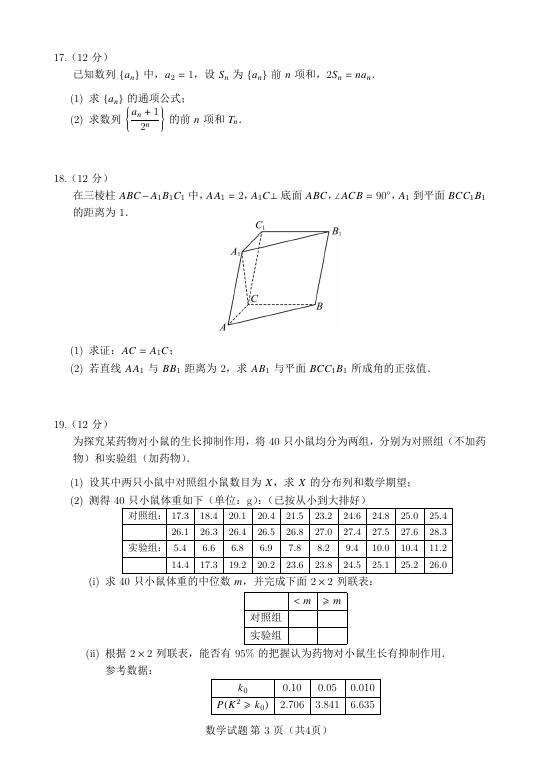 17.（12 分）
已知数列 {aₙ} 中，a₂ = 1，设 Sₙ 为 {aₙ} 前 n 项和，2Sₙ = naₙ．
(1) 求 {aₙ} 的通项公式；
(2) 求数列 {(aₙ + 1)/2ⁿ} 的前 n 项和 Tₙ．
18.（12 分）
在三棱柱 ABC−A₁B₁C₁ 中，AA₁ = 2，A₁C⊥ 底面 ABC，∠ACB = 90°，A₁ 到平面 BCC₁B₁
的距离为 1．
C₁
B₁
A₁
C
B
A
(1) 求证：AC = A₁C；
(2) 若直线 AA₁ 与 BB₁ 距离为 2，求 AB₁ 与平面 BCC₁B₁ 所成角的正弦值．
19.（12 分）
为探究某药物对小鼠的生长抑制作用，将 40 只小鼠均分为两组，分别为对照组（不加药
物）和实验组（加药物）．
(1) 设其中两只小鼠中对照组小鼠数目为 X，求 X 的分布列和数学期望；
(2) 测得 40 只小鼠体重如下（单位：g）：（已按从小到大排好）
对照组： 17.3 18.4 20.1 20.4 21.5 23.2 24.6 24.8 25.0 25.4
26.1 26.3 26.4 26.5 26.8 27.0 27.4 27.5 27.6 28.3
实验组： 5.4 6.6 6.8 6.9 7.8 8.2 9.4 10.0 10.4 11.2
14.4 17.3 19.2 20.2 23.6 23.8 24.5 25.1 25.2 26.0
(i) 求 40 只小鼠体重的中位数 m，并完成下面 2 × 2 列联表：
< m ⩾ m
对照组
实验组
(ii) 根据 2 × 2 列联表，能否有 95% 的把握认为药物对小鼠生长有抑制作用．
参考数据：
k₀ 0.10 0.05 0.010
P(K² ⩾ k₀) 2.706 3.841 6.635
数学试题 第 3 页（共4页）